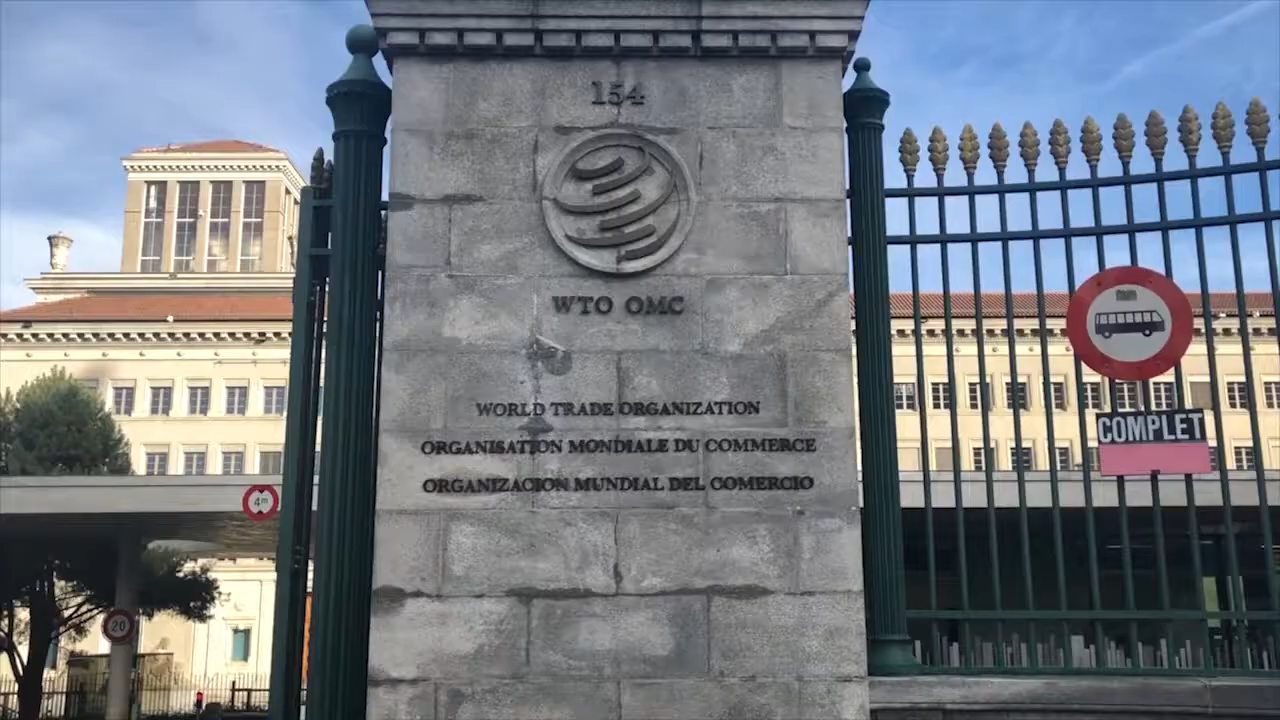 154
WTO OMC
WORLD TRADE ORGANIZATION
ORGANISATION MONDIALE DU COMMERCE
ORGANIZACION MUNDIAL DEL COMERCIO
COMPLET
4m
20